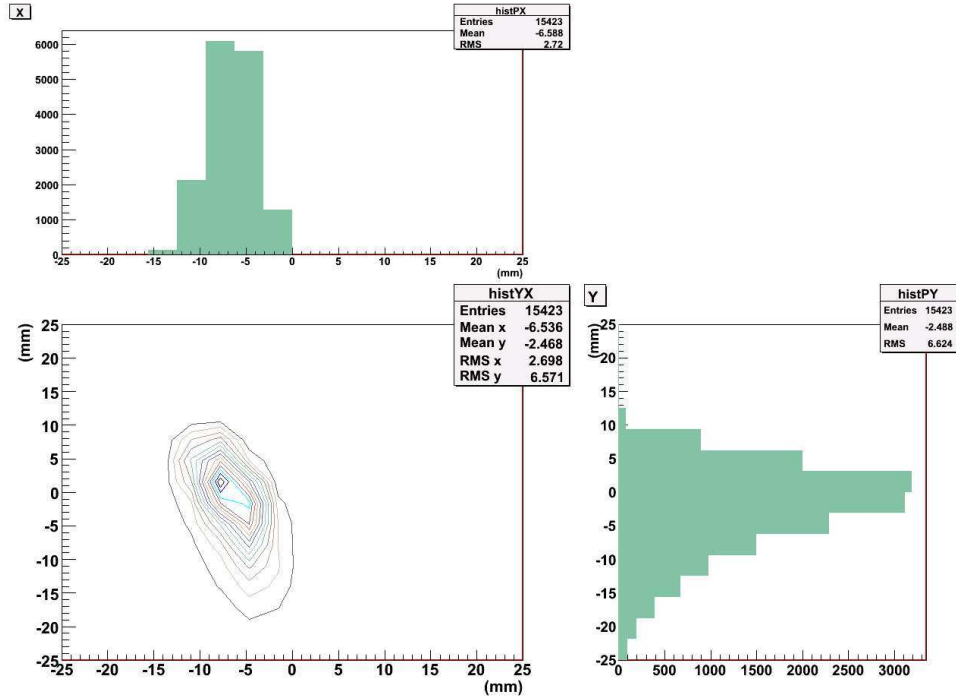 X
histPX
Entries 15423
Mean -6.588
RMS 2.72
6000
5000
4000
3000
2000
1000
0
-25 -20 -15 -10 -5 0 5 10 15 20 25
(mm)
histYX
Entries 15423
Mean x -6.536
Mean y -2.468
RMS x 2.698
RMS y 6.571
(mm)
25
20
15
10
5
0
-5
-10
-15
-20
-25
-25 -20 -15 -10 -5 0 5 10 15 20 25
(mm)
Y
histPY
Entries 15423
Mean -2.488
RMS 6.624
(mm)
25
20
15
10
5
0
-5
-10
-15
-20
-25
0 500 1000 1500 2000 2500 3000